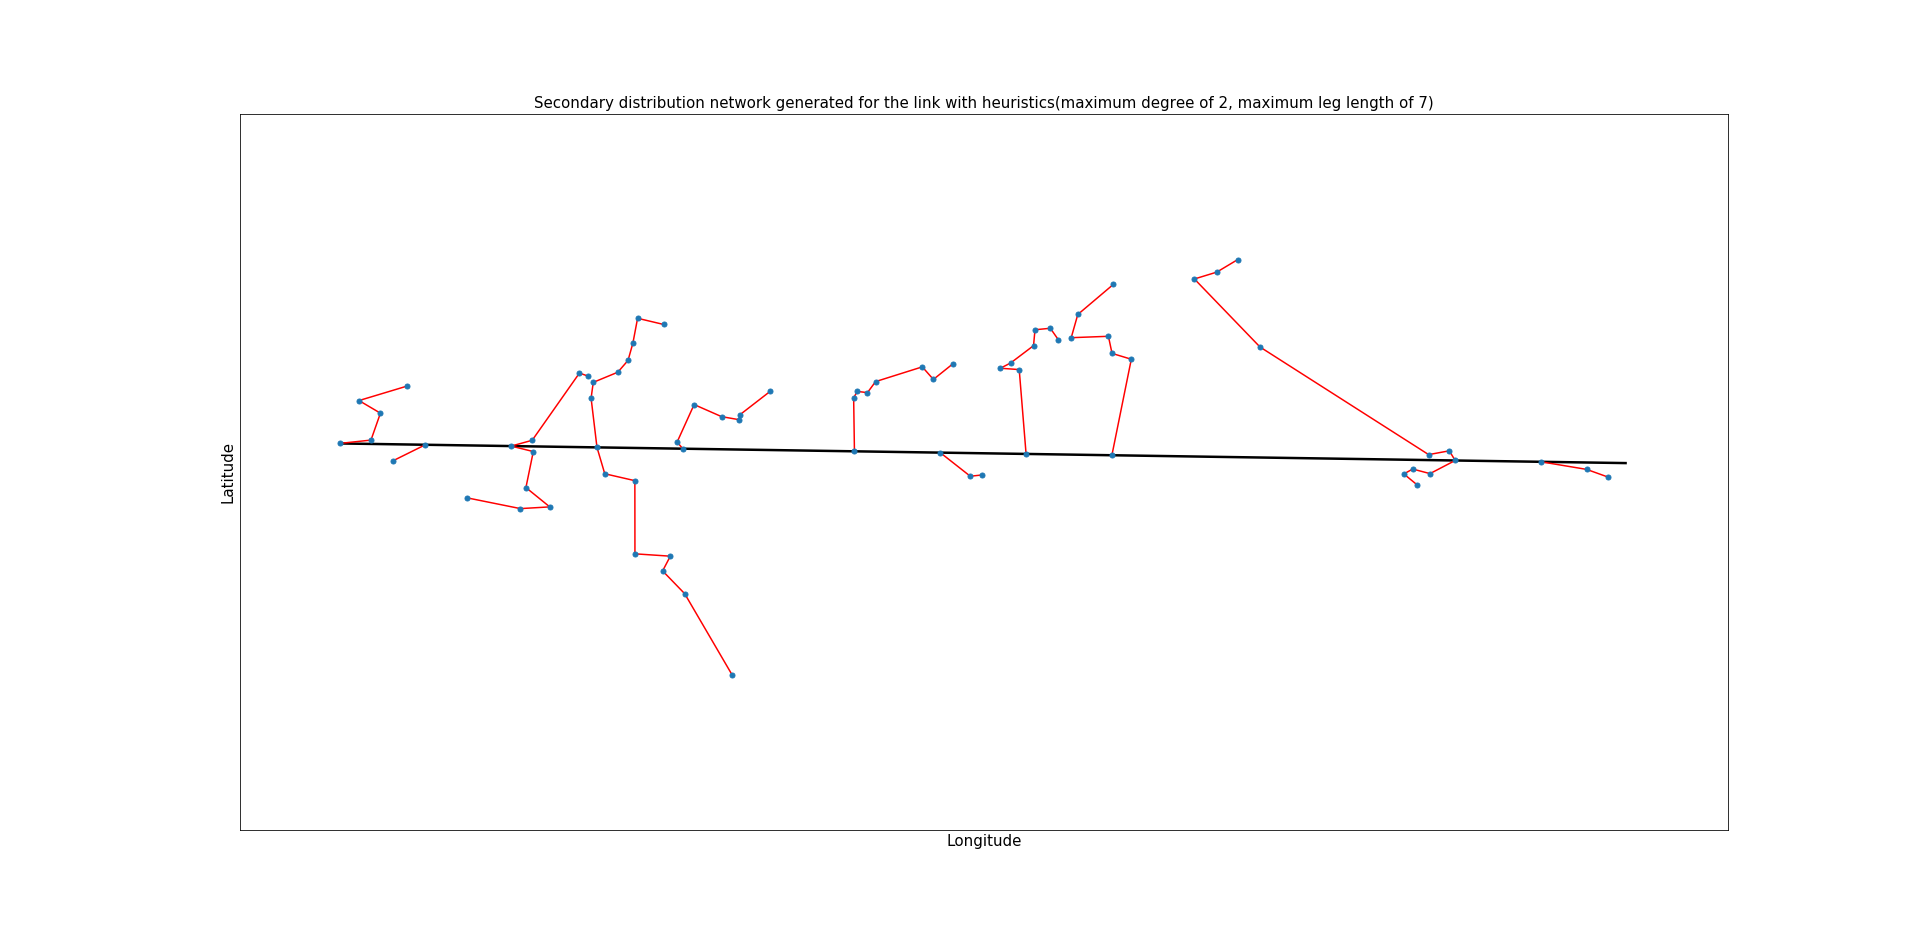 Secondary distribution network generated for the link with heuristics(maximum degree of 2, maximum leg length of 7)
Latitude
Longitude